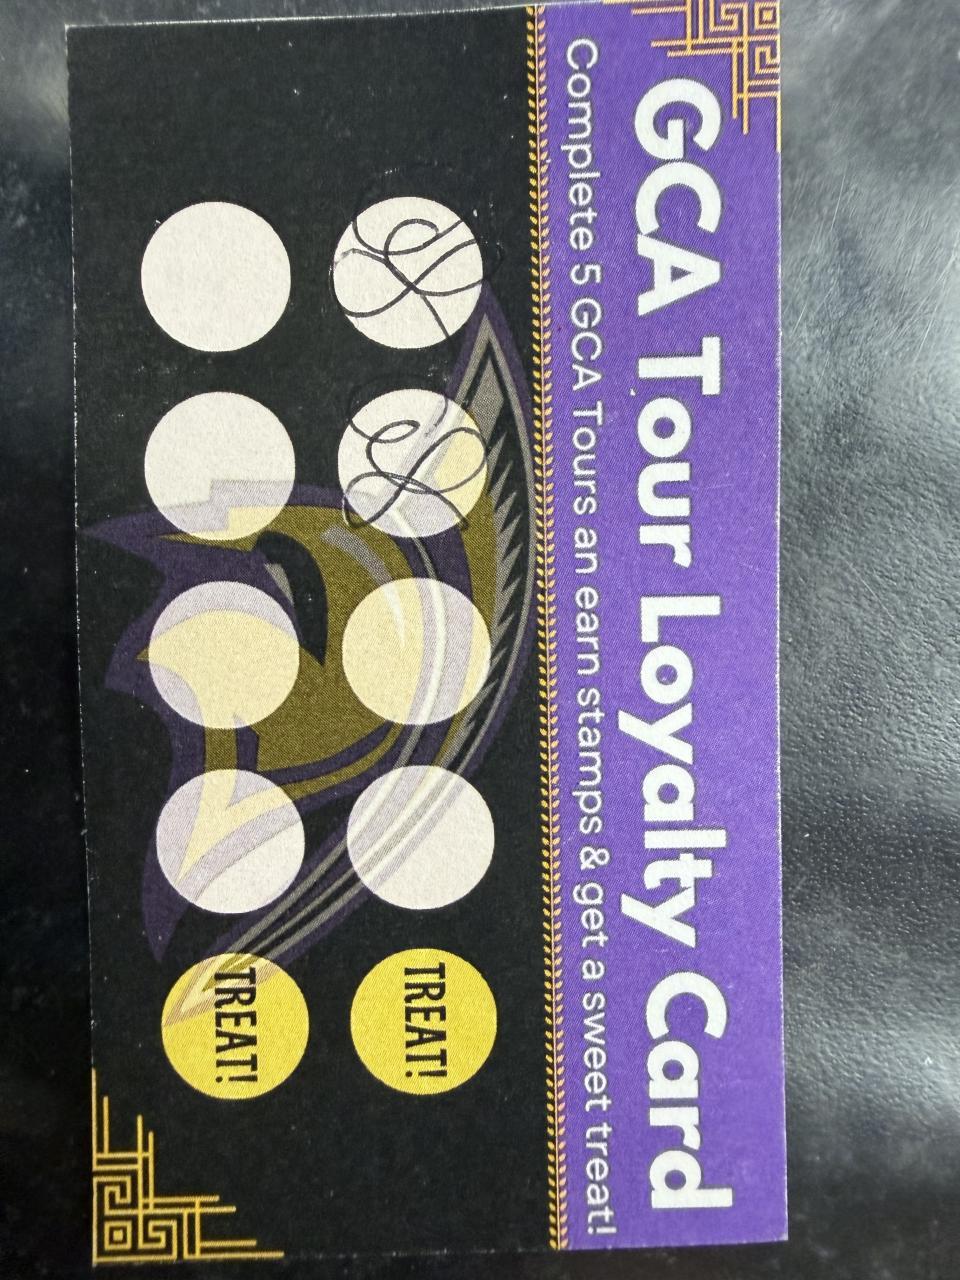 GCA Tour Loyalty Card
Complete 5 GCA Tours an earn stamps & get a sweet treat!
TREAT!
TREAT!